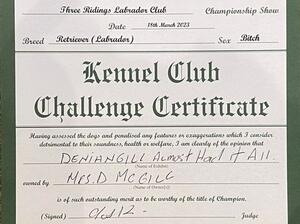 Three Ridings Labrador Club Championship Show
Date 18th March 2023
Breed Retriever (Labrador) Sex Bitch
Kennel Club
Challenge Certificate
Having assessed the dogs and penalised any features or exaggerations which I consider
detrimental to their soundness, health or welfare, I am clearly of the opinion that
DENIANGILL Almost Had It All.
(Name of Exhibit)
owned by MRS. D McGILL
(Name of Owner(s))
is of such outstanding merit as to be worthy of the title of Champion.
(Signed) Judge